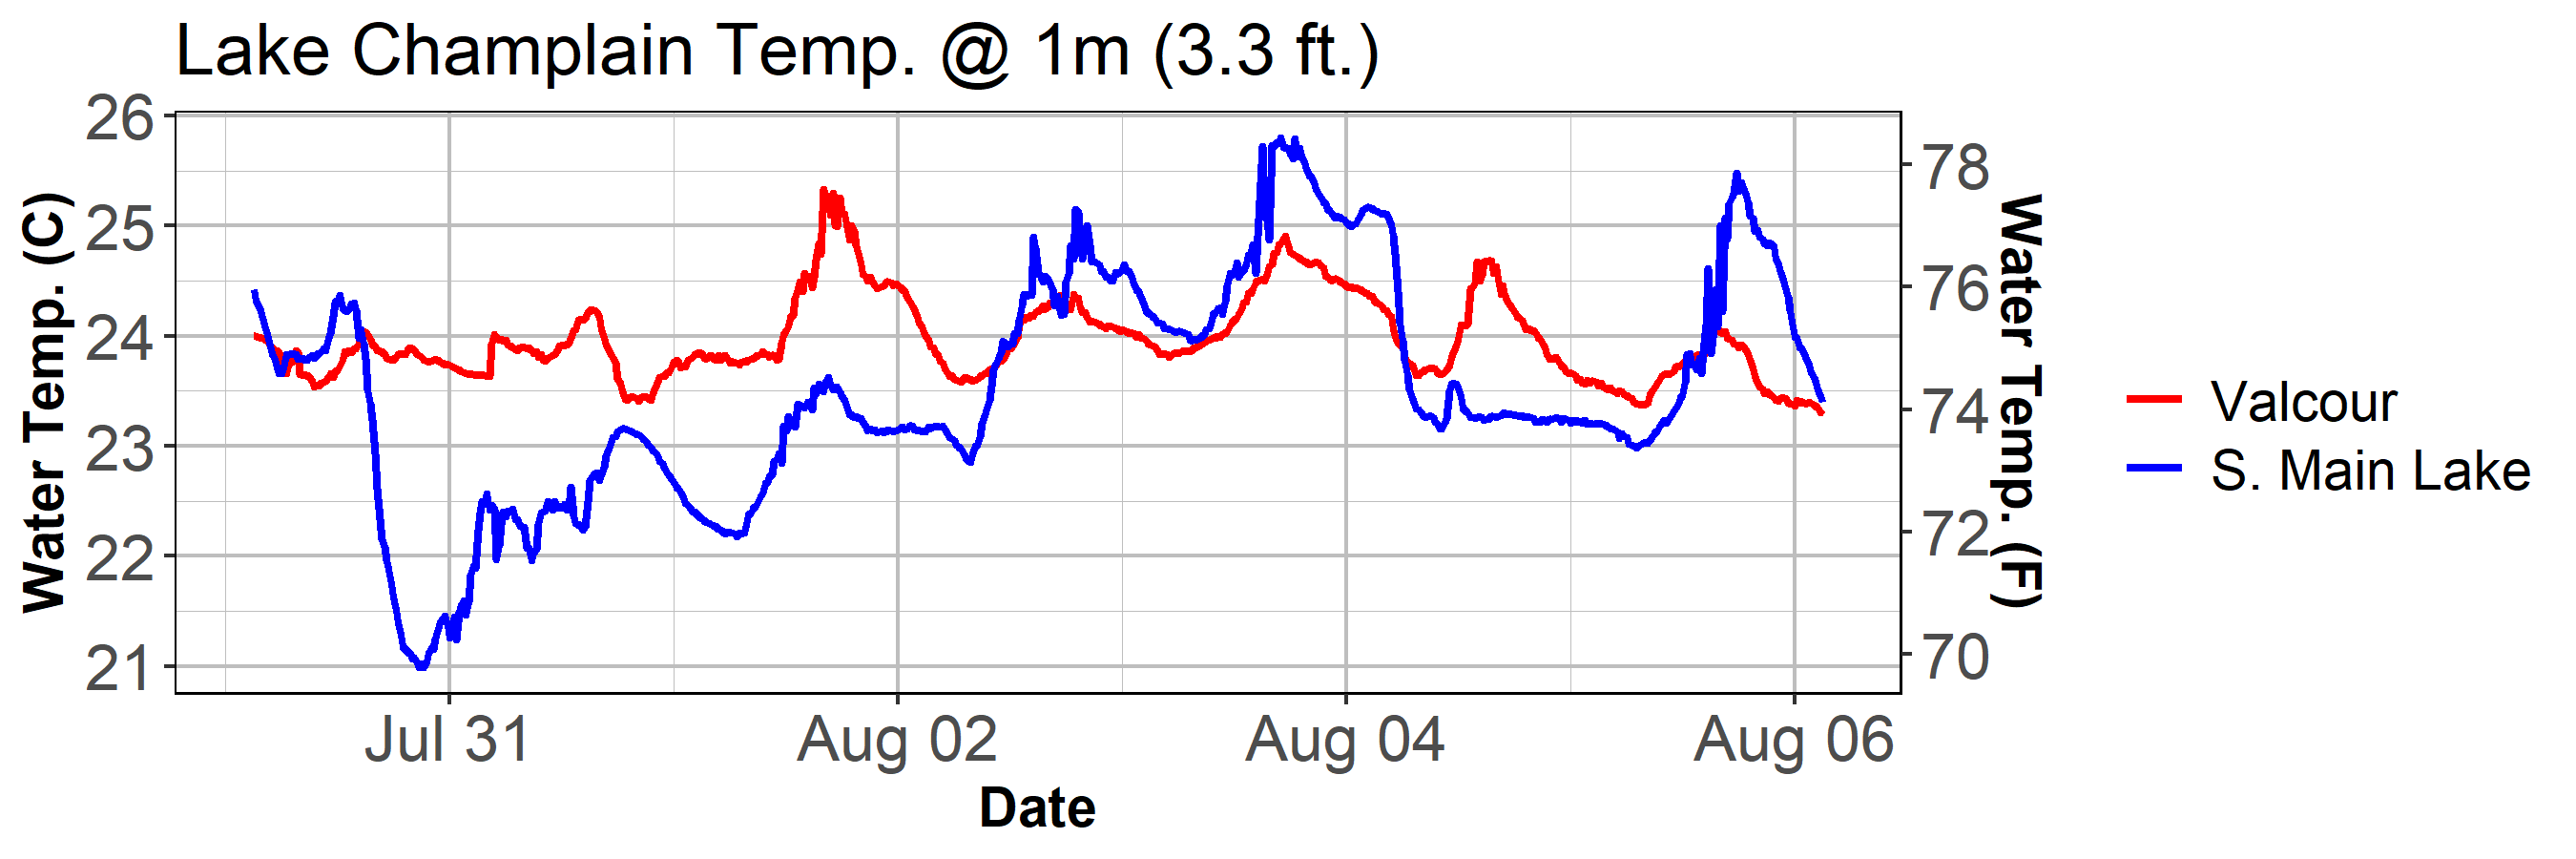 Lake Champlain Temp. @ 1m (3.3 ft.)
Water Temp. (C)
26
25
24
23
22
21
78
76
74
72
70
Water Temp. (F)
Jul 31
Aug 02
Aug 04
Aug 06
Date
Valcour
S. Main Lake